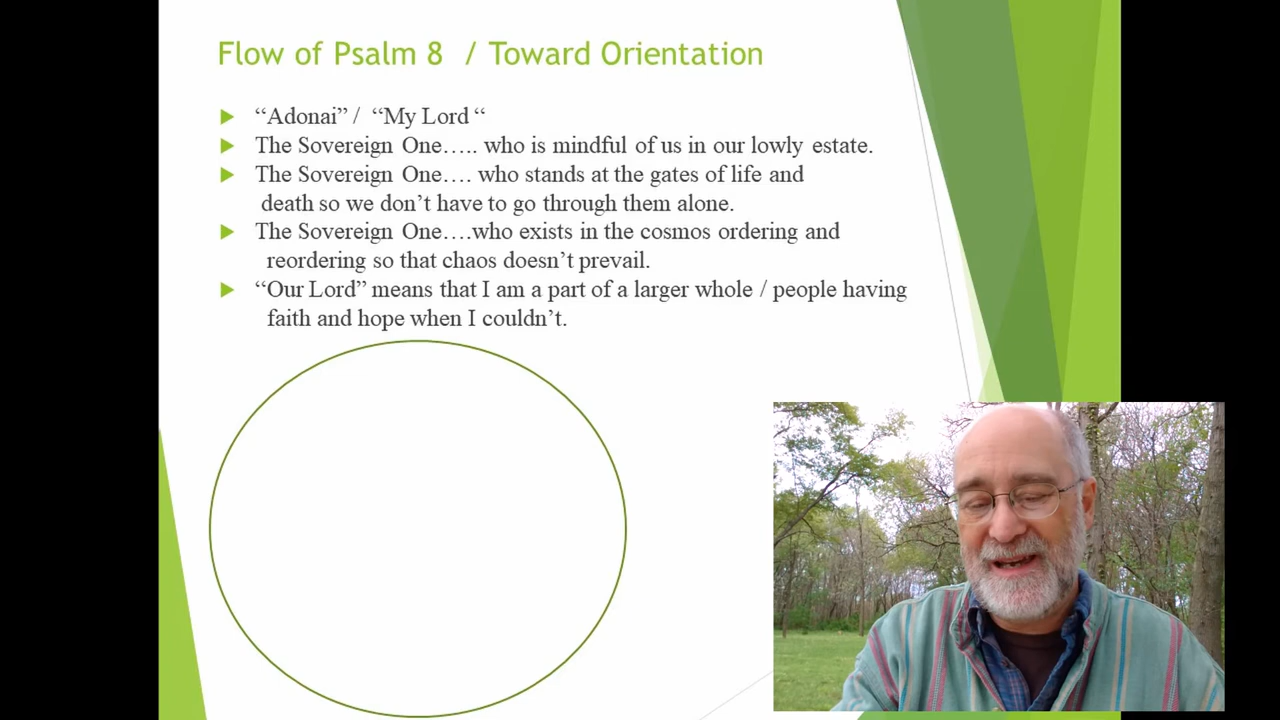 Flow of Psalm 8 / Toward Orientation
“Adonai” / “My Lord “
The Sovereign One….. who is mindful of us in our lowly estate.
The Sovereign One…. who stands at the gates of life and
death so we don’t have to go through them alone.
The Sovereign One….who exists in the cosmos ordering and
reordering so that chaos doesn’t prevail.
“Our Lord” means that I am a part of a larger whole / people having
faith and hope when I couldn’t.